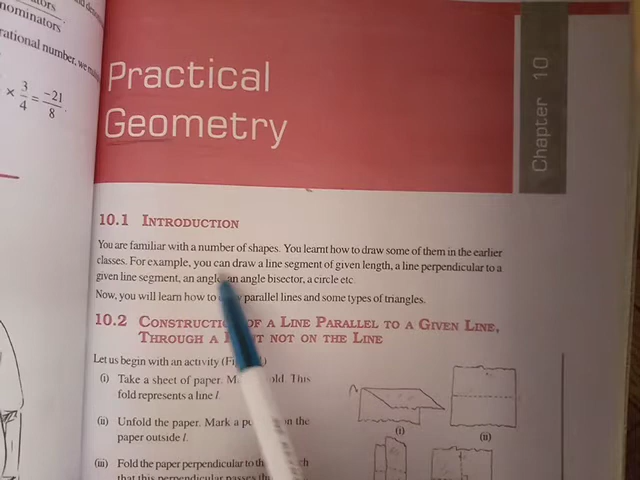 nominators
rational number, we
× 3/4 = -21/8
Practical
Geometry
Chapter 10
10.1 INTRODUCTION
You are familiar with a number of shapes. You learnt how to draw some of them in the earlier
classes. For example, you can draw a line segment of given length, a line perpendicular to a
given line segment, an angle, an angle bisector, a circle etc.
Now, you will learn how to parallel lines and some types of triangles.
10.2 CONSTRUCTION OF A LINE PARALLEL TO A GIVEN LINE,
THROUGH A NOT ON THE LINE
Let us begin with an activity
(i) Take a sheet of paper. fold. This
fold represents a line l.
(ii) Unfold the paper. Mark a on the
paper outside l.
(iii) Fold the paper perpendicular to the
that this perpendicular passes
(i)
(ii)